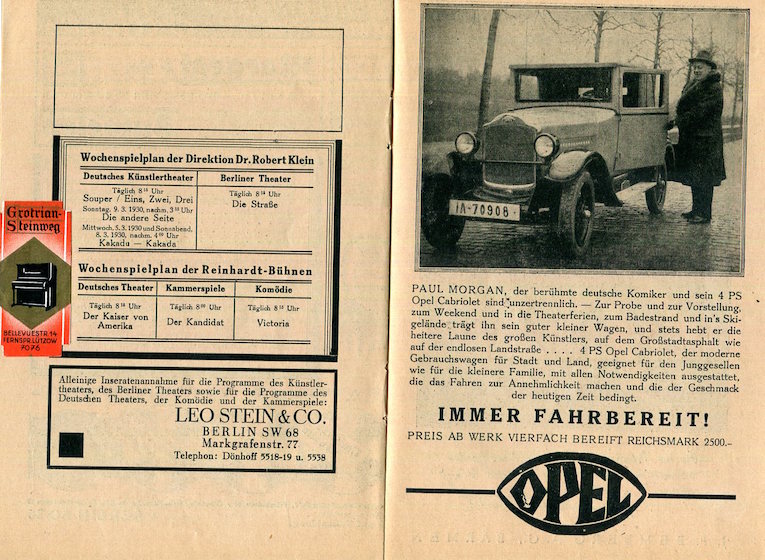 Grotrian-
Steinweg
BELLEVUESTR.14
FERNSPR.LÜTZOW
7076
Wochenspielplan der Direktion Dr. Robert Klein
Deutsches Künstlertheater
Täglich 8 15 Uhr
Souper / Eins, Zwei, Drei
Sonntag, 9. 3. 1930, nachm. 3 15 Uhr
Die andere Seite
Mittwoch, 5. 3. 1930 und Sonnabend,
8. 3. 1930, nachm. 4 00 Uhr
Kakadu — Kakada
Berliner Theater
Täglich 8 14 Uhr
Die Straße
Wochenspielplan der Reinhardt-Bühnen
Deutsches Theater
Täglich 8 10 Uhr
Der Kaiser von
Amerika
Kammerspiele
Täglich 8 00 Uhr
Der Kandidat
Komödie
Täglich 8 15 Uhr
Victoria
Alleinige Inseratenannahme für die Programme des Künstler-
theaters, des Berliner Theaters sowie für die Programme des
Deutschen Theaters, der Komödie und der Kammerspiele:
LEO STEIN & CO.
BERLIN SW 68
Markgrafenstr. 77
Telephon: Dönhoff 5518-19 u. 5538
IA-70908
PAUL MORGAN, der berühmte deutsche Komiker und sein 4 PS
Opel Cabriolet sind unzertrennlich. — Zur Probe und zur Vorstellung,
zum Weekend und in die Theaterferien, zum Badestrand und in's Ski-
gelände trägt ihn sein guter kleiner Wagen, und stets hebt er die
heitere Laune des großen Künstlers, auf dem Großstadtasphalt wie
auf der endlosen Landstraße . . . . 4 PS Opel Cabriolet, der moderne
Gebrauchswagen für Stadt und Land, geeignet für den Junggesellen
wie für die kleinere Familie, mit allen Notwendigkeiten ausgestattet,
die das Fahren zur Annehmlichkeit machen und die der Geschmack
der heutigen Zeit bedingt.
IMMER FAHRBEREIT!
PREIS AB WERK VIERFACH BEREIFT REICHSMARK 2500.-
OPEL